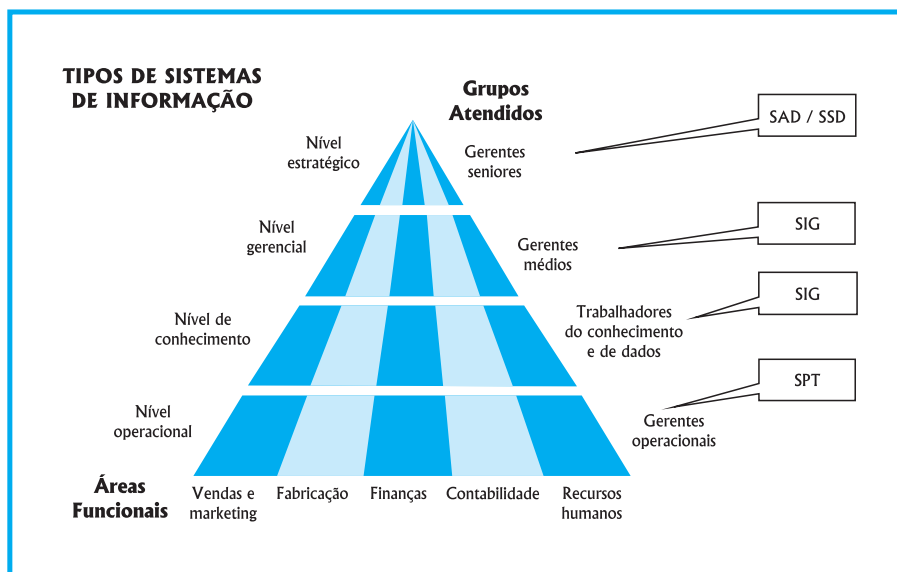 TIPOS DE SISTEMAS
DE INFORMAÇÃO
Grupos
Atendidos
SAD / SSD
Nível
estratégico
Gerentes
seniores
SIG
Nível
gerencial
Gerentes
médios
SIG
Nível de
conhecimento
Trabalhadores
do conhecimento
e de dados
SPT
Nível
operacional
Gerentes
operacionais
Áreas
Funcionais
Vendas e
marketing
Fabricação
Finanças
Contabilidade
Recursos
humanos